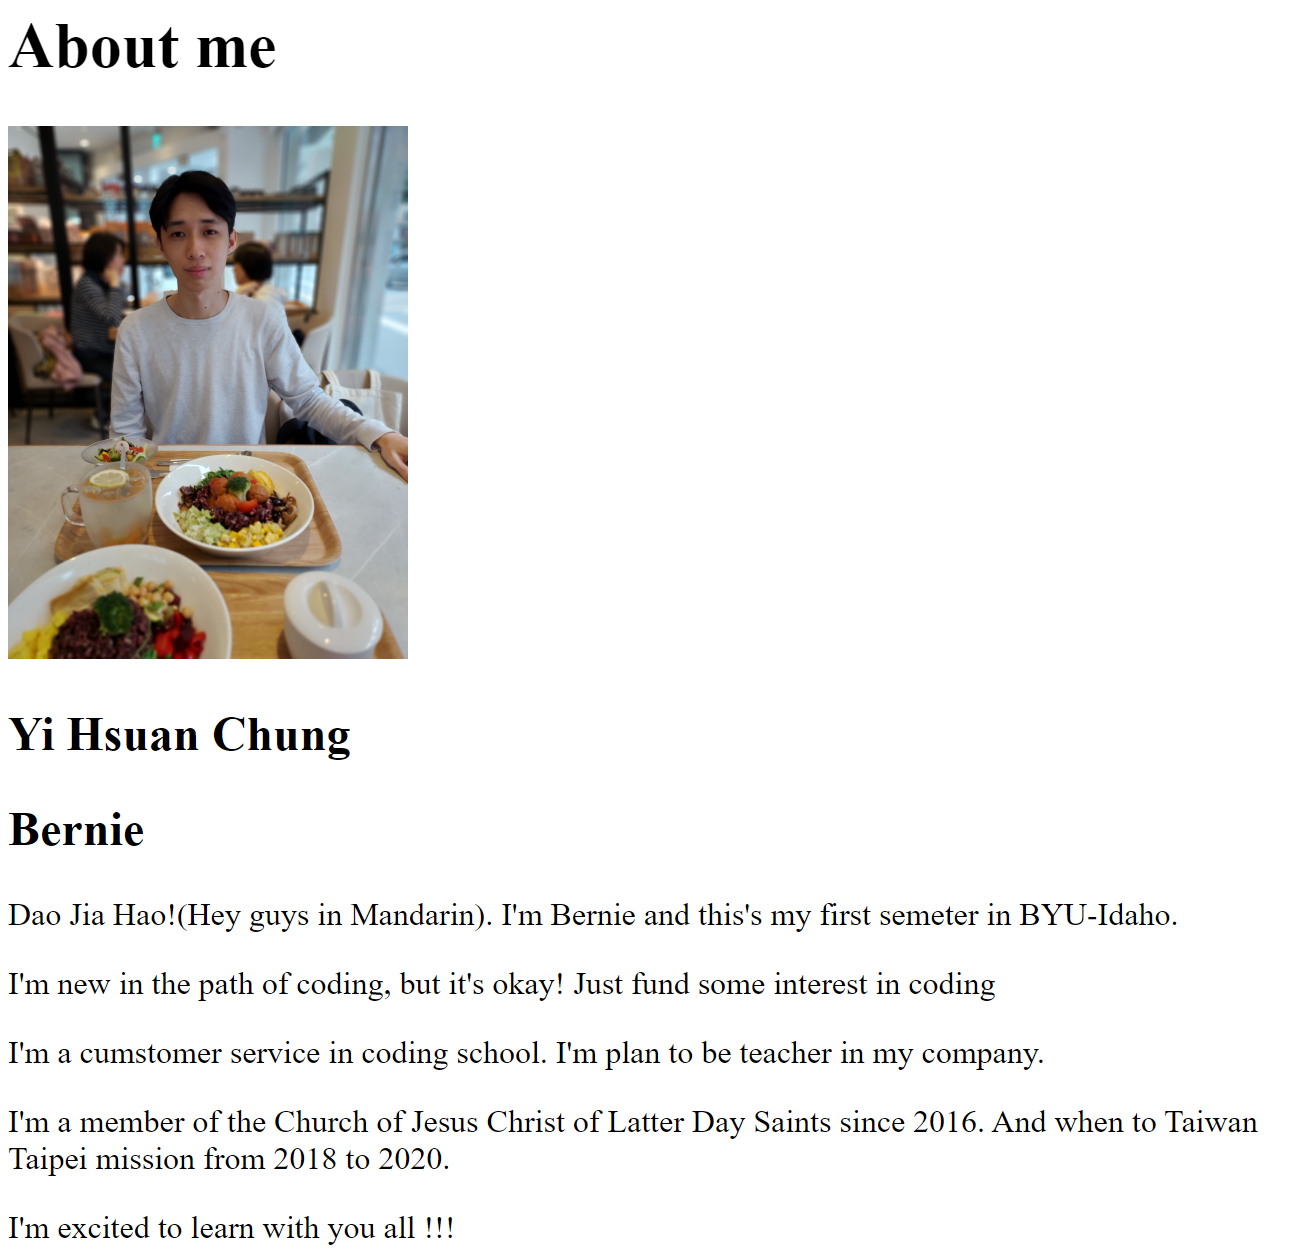 About me
Yi Hsuan Chung
Bernie
Dao Jia Hao!(Hey guys in Mandarin). I'm Bernie and this's my first semeter in BYU-Idaho.
I'm new in the path of coding, but it's okay! Just fund some interest in coding
I'm a cumstomer service in coding school. I'm plan to be teacher in my company.
I'm a member of the Church of Jesus Christ of Latter Day Saints since 2016. And when to Taiwan
Taipei mission from 2018 to 2020.
I'm excited to learn with you all !!!